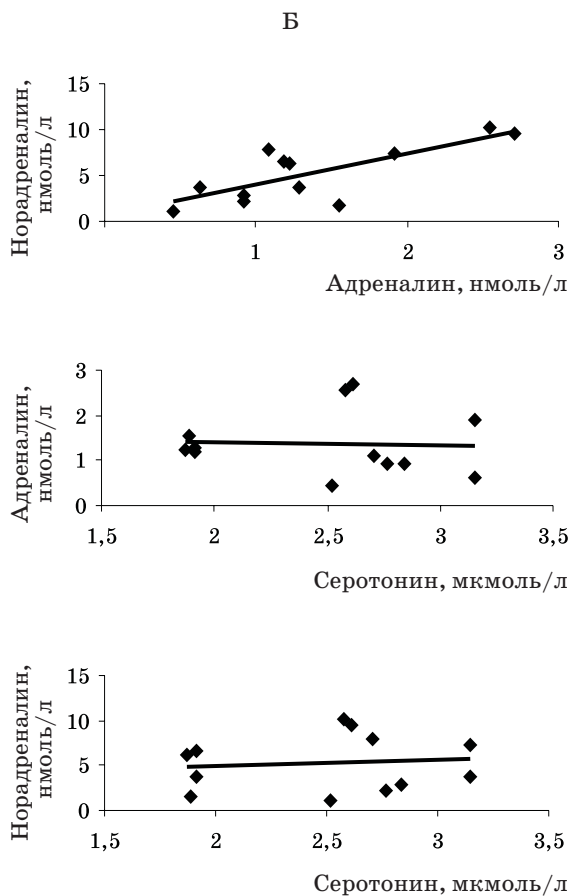 Б
Норадреналин,
нмоль/л
15
10
5
0
1
2
3
Адреналин, нмоль/л
Адреналин,
нмоль/л
3
2
1
0
1,5
2
2,5
3
3,5
Серотонин, мкмоль/л
Норадреналин,
нмоль/л
15
10
5
0
1,5
2
2,5
3
3,5
Серотонин, мкмоль/л